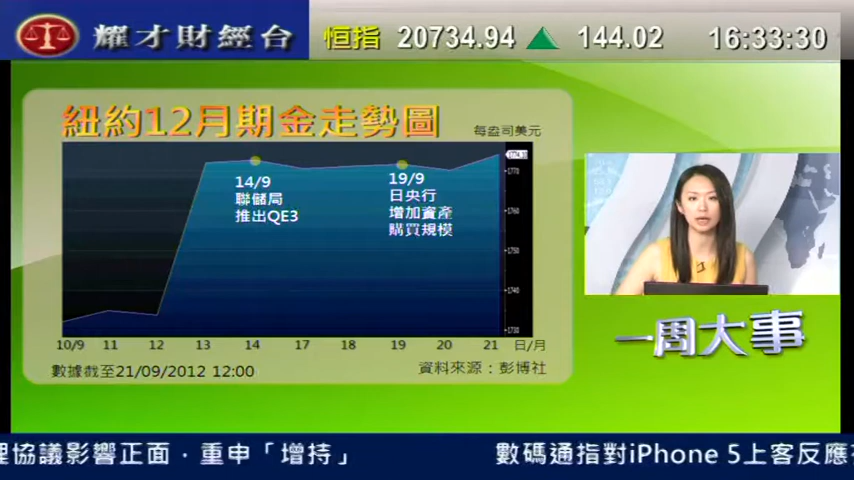 耀才財經台
恒指 20734.94 144.02 16:33:30
紐約12月期金走勢圖
每盎司美元
14/9
聯儲局
推出QE3
19/9
日央行
增加資產
購買規模
1770
1760
1750
1740
1730
10/9 11 12 13 14 17 18 19 20 21 日/月
數據截至21/09/2012 12:00
資料來源：彭博社
一周大事
協議影響正面，重申「增持」
數碼通指對iPhone 5上客反應